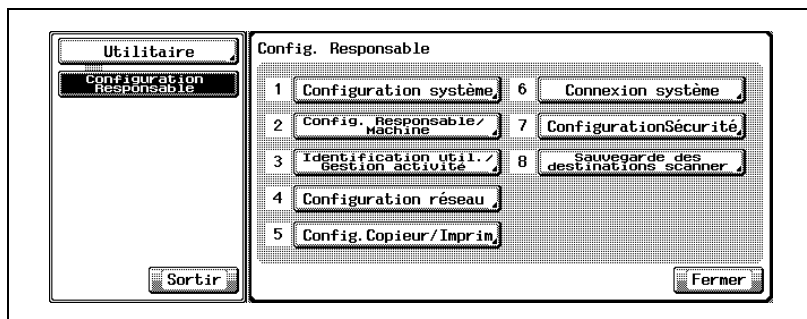 Utilitaire
Configuration
Responsable
Sortir
Config. Responsable
1 Configuration système
2 Config. Responsable/
Machine
3 Identification util./
Gestion activité
4 Configuration réseau
5 Config.Copieur/Imprim
6 Connexion système
7 ConfigurationSécurité
8 Sauvegarde des
destinations scanner
Fermer